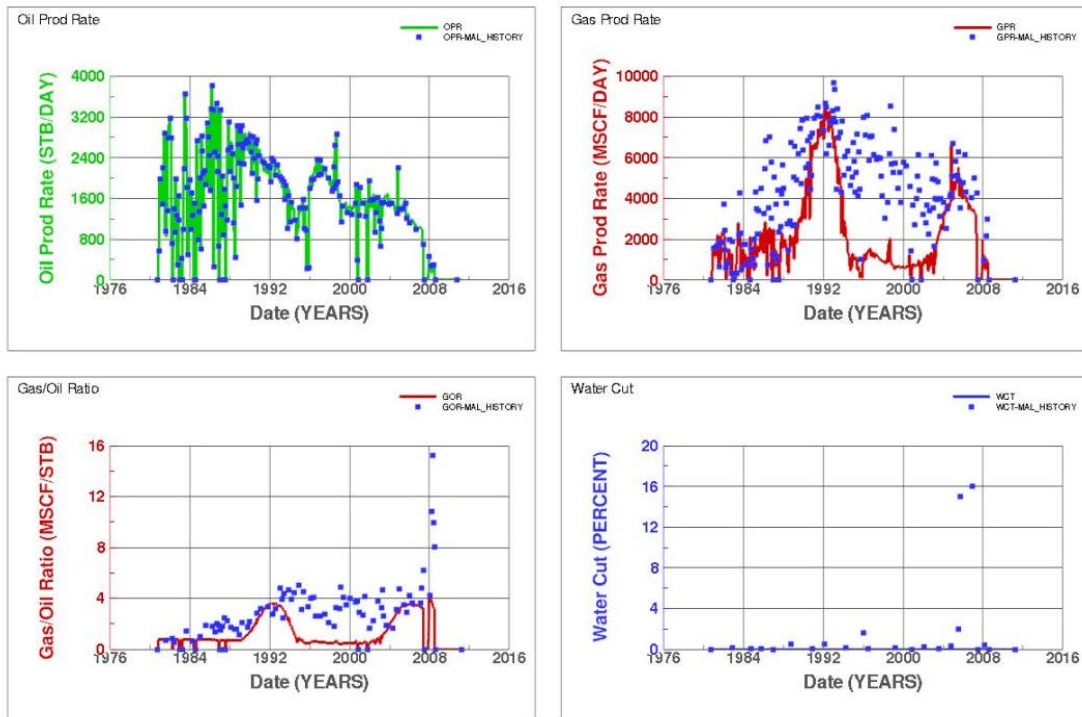 Oil Prod Rate
OPR
OPR-MAL_HISTORY
Oil Prod Rate (STB/DAY)
4000
3200
2400
1600
800
0
1976 1984 1992 2000 2008 2016
Date (YEARS)
Gas Prod Rate
GPR
GPR-MAL_HISTORY
Gas Prod Rate (MSCF/DAY)
10000
8000
6000
4000
2000
0
1976 1984 1992 2000 2008 2016
Date (YEARS)
Gas/Oil Ratio
GOR
GOR-MAL_HISTORY
Gas/Oil Ratio (MSCF/STB)
16
12
8
4
0
1976 1984 1992 2000 2008 2016
Date (YEARS)
Water Cut
WCT
WCT-MAL_HISTORY
Water Cut (PERCENT)
20
16
12
8
4
0
1976 1984 1992 2000 2008 2016
Date (YEARS)